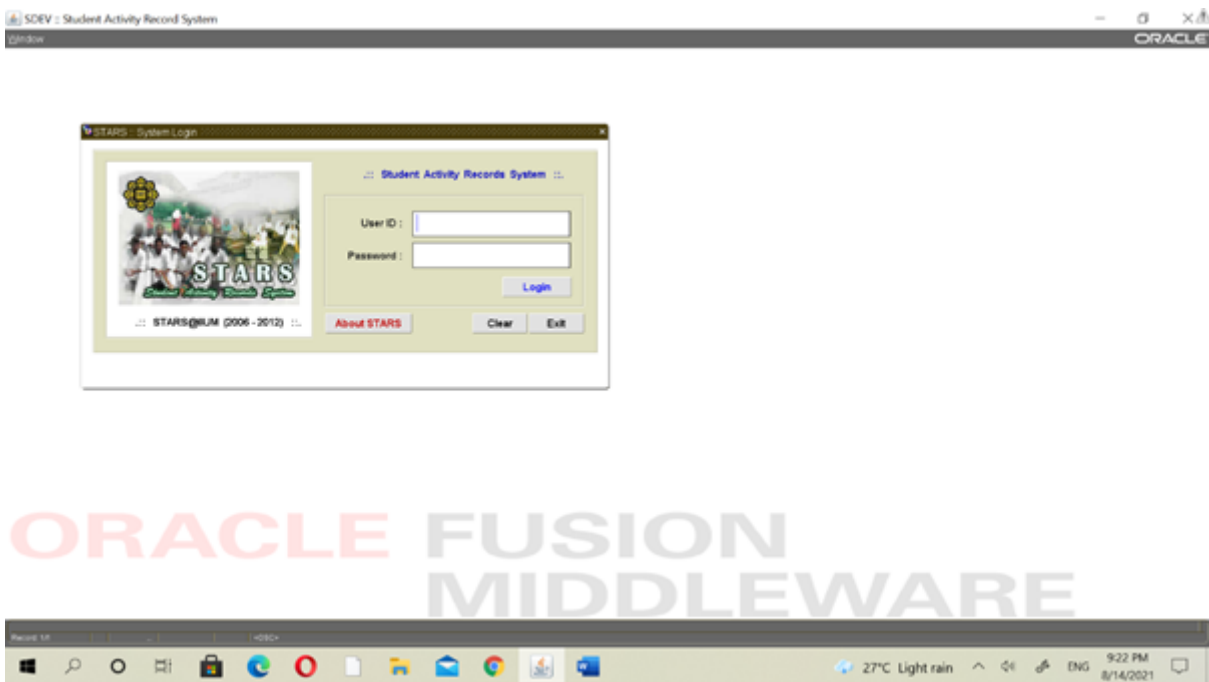 SDEV : Student Activity Record System
Window
ORACLE
STARS : System Login
.:: Student Activity Records System ::.
User ID :
Password :
STARS
Student Activity Records System
Login
.:: STARS@IIUM (2006 - 2012) ::.
About STARS
Clear
Exit
ORACLE FUSION
MIDDLEWARE
Record: 1/1
<OSC>
27°C Light rain
ENG
9:22 PM
8/14/2021